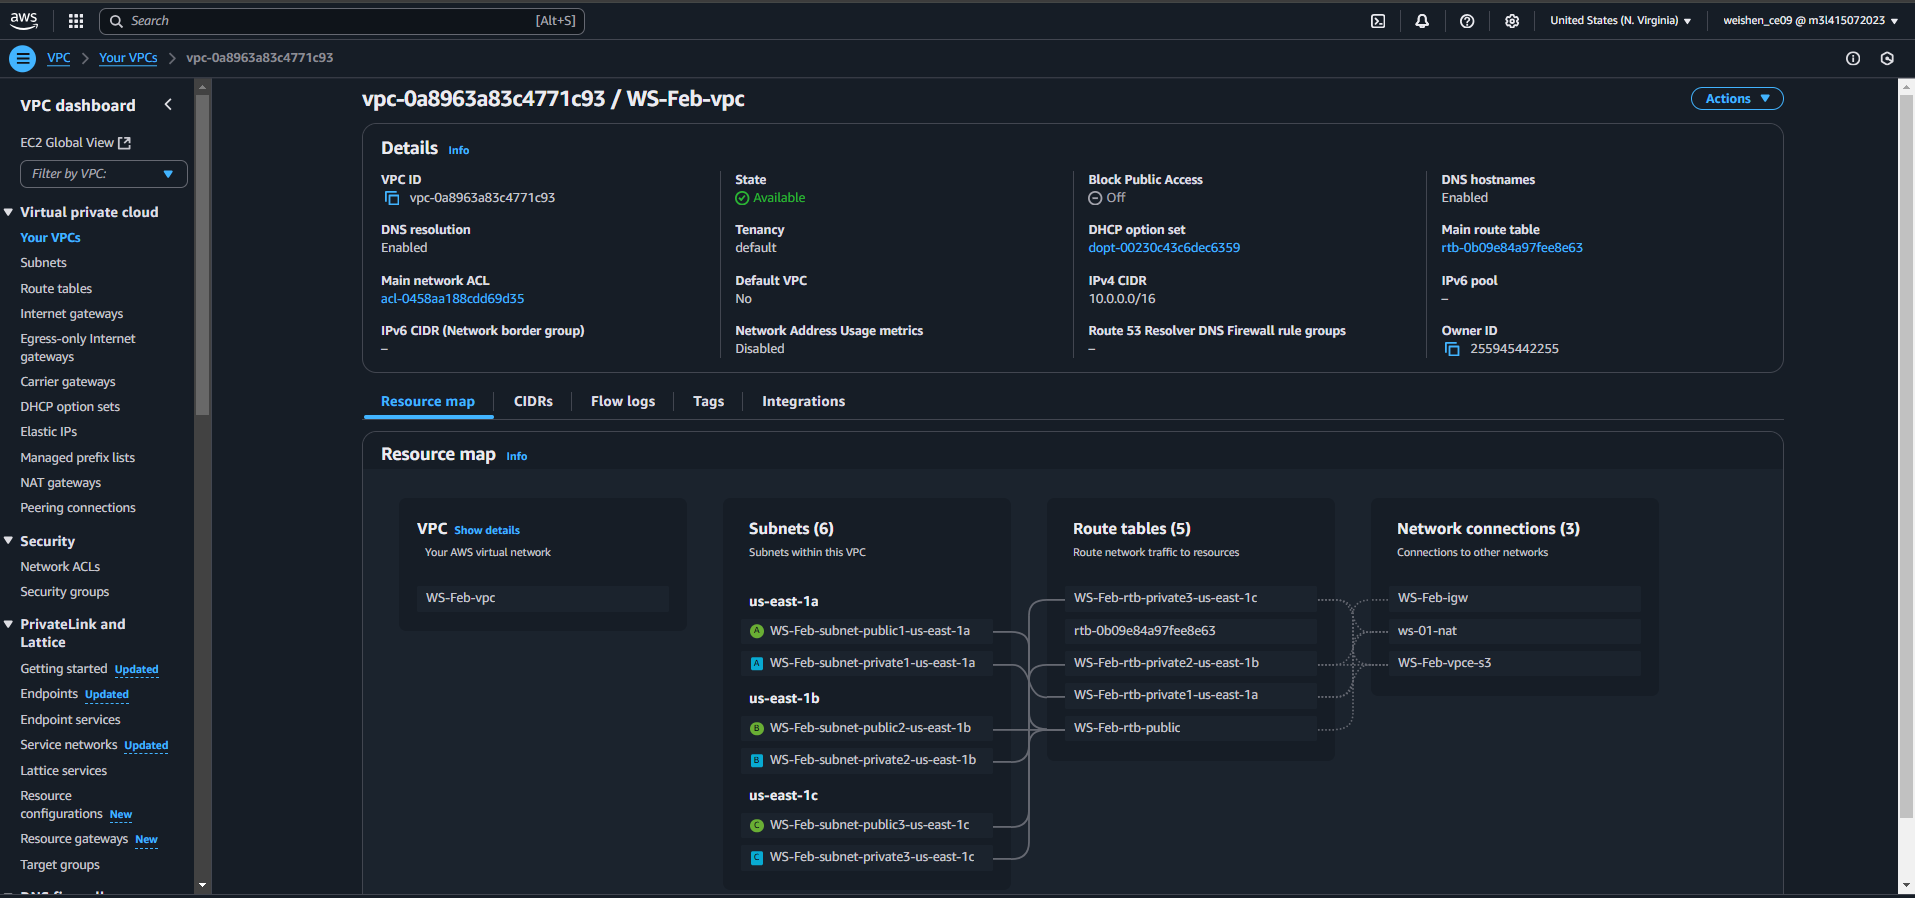 aws
Search
[Alt+S]
United States (N. Virginia)
weishen_ce09 @ m3l415072023
VPC
Your VPCs
vpc-0a8963a83c4771c93
VPC dashboard
EC2 Global View
Filter by VPC:
Virtual private cloud
Your VPCs
Subnets
Route tables
Internet gateways
Egress-only Internet
gateways
Carrier gateways
DHCP option sets
Elastic IPs
Managed prefix lists
NAT gateways
Peering connections
Security
Network ACLs
Security groups
PrivateLink and
Lattice
Getting started Updated
Endpoints Updated
Endpoint services
Service networks Updated
Lattice services
Resource
configurations New
Resource gateways New
Target groups
vpc-0a8963a83c4771c93 / WS-Feb-vpc
Actions
Details Info
VPC ID
vpc-0a8963a83c4771c93
State
Available
Block Public Access
Off
DNS hostnames
Enabled
DNS resolution
Enabled
Tenancy
default
DHCP option set
dopt-00230c43c6dec6359
Main route table
rtb-0b09e84a97fee8e63
Main network ACL
acl-0458aa188cdd69d35
Default VPC
No
IPv4 CIDR
10.0.0.0/16
IPv6 pool
–
IPv6 CIDR (Network border group)
–
Network Address Usage metrics
Disabled
Route 53 Resolver DNS Firewall rule groups
–
Owner ID
255945442255
Resource map
CIDRs
Flow logs
Tags
Integrations
Resource map Info
VPC Show details
Your AWS virtual network
WS-Feb-vpc
Subnets (6)
Subnets within this VPC
us-east-1a
A WS-Feb-subnet-public1-us-east-1a
A WS-Feb-subnet-private1-us-east-1a
us-east-1b
B WS-Feb-subnet-public2-us-east-1b
B WS-Feb-subnet-private2-us-east-1b
us-east-1c
C WS-Feb-subnet-public3-us-east-1c
C WS-Feb-subnet-private3-us-east-1c
Route tables (5)
Route network traffic to resources
WS-Feb-rtb-private3-us-east-1c
rtb-0b09e84a97fee8e63
WS-Feb-rtb-private2-us-east-1b
WS-Feb-rtb-private1-us-east-1a
WS-Feb-rtb-public
Network connections (3)
Connections to other networks
WS-Feb-igw
ws-01-nat
WS-Feb-vpce-s3